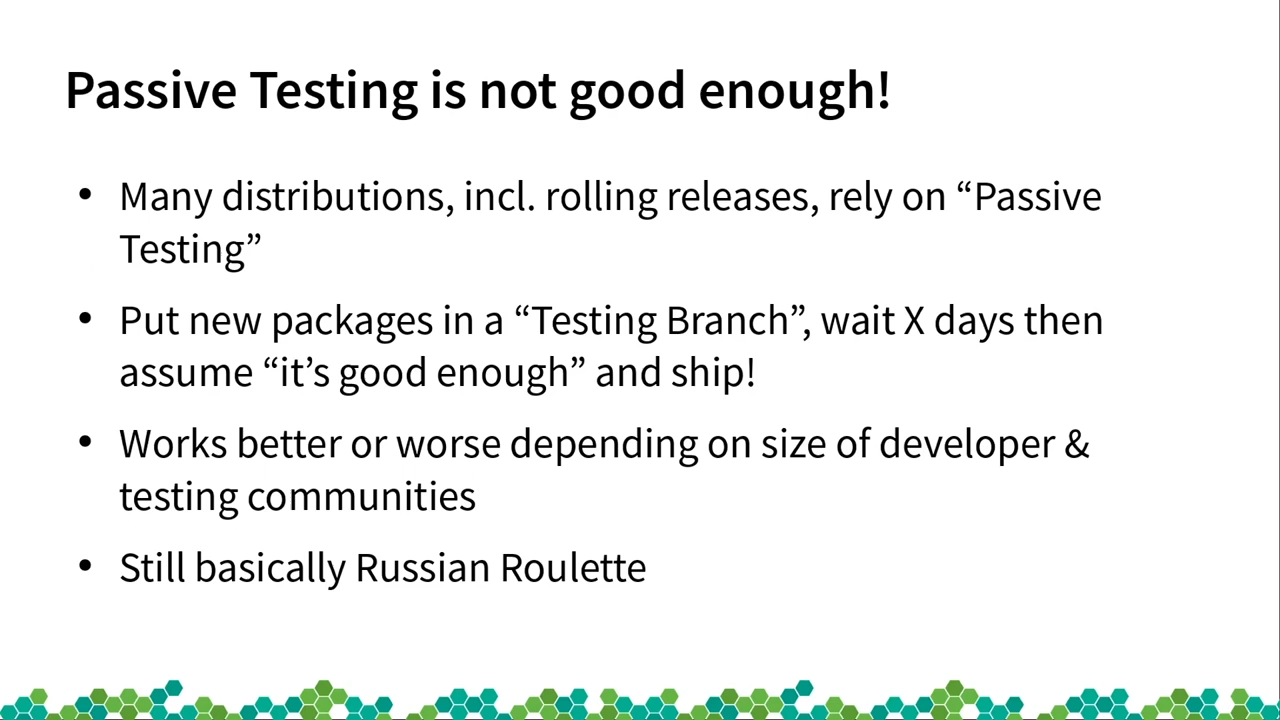 Passive Testing is not good enough!
• Many distributions, incl. rolling releases, rely on “Passive
Testing”
• Put new packages in a “Testing Branch”, wait X days then
assume “it’s good enough” and ship!
• Works better or worse depending on size of developer &
testing communities
• Still basically Russian Roulette